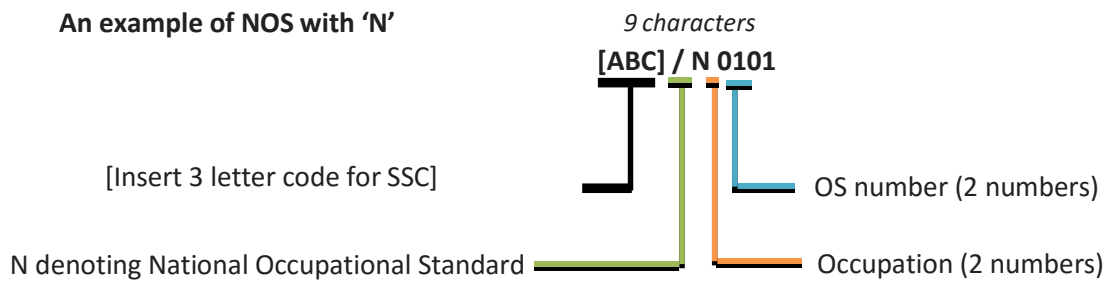 An example of NOS with ‘N’
9 characters
[ABC] / N 0101
[Insert 3 letter code for SSC]
OS number (2 numbers)
N denoting National Occupational Standard
Occupation (2 numbers)